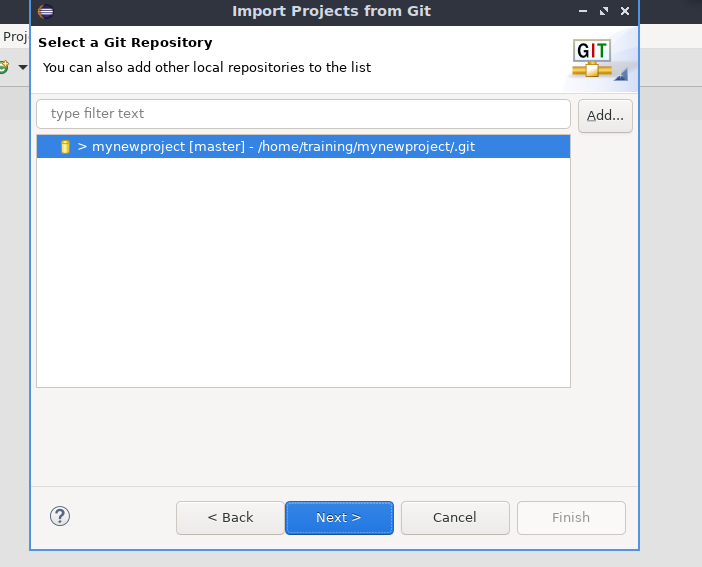 Import Projects from Git
Proj
Select a Git Repository
You can also add other local repositories to the list
GIT
type filter text
Add...
> mynewproject [master] - /home/training/mynewproject/.git
?
< Back
Next >
Cancel
Finish